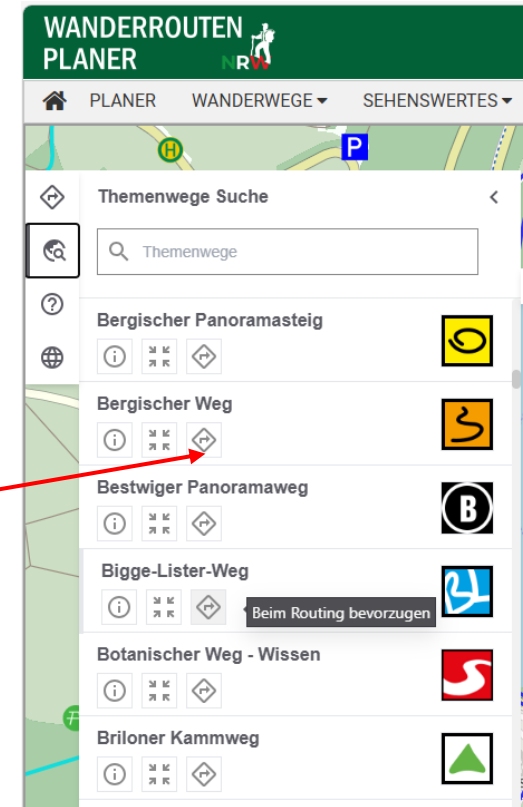 WANDERROUTEN
PLANER NRW
PLANER WANDERWEGE SEHENSWERTES
H P
Themenwege Suche
Themenwege
Bergischer Panoramasteig
Bergischer Weg
Bestwiger Panoramaweg
B
Bigge-Lister-Weg
Beim Routing bevorzugen
Botanischer Weg - Wissen
Briloner Kammweg